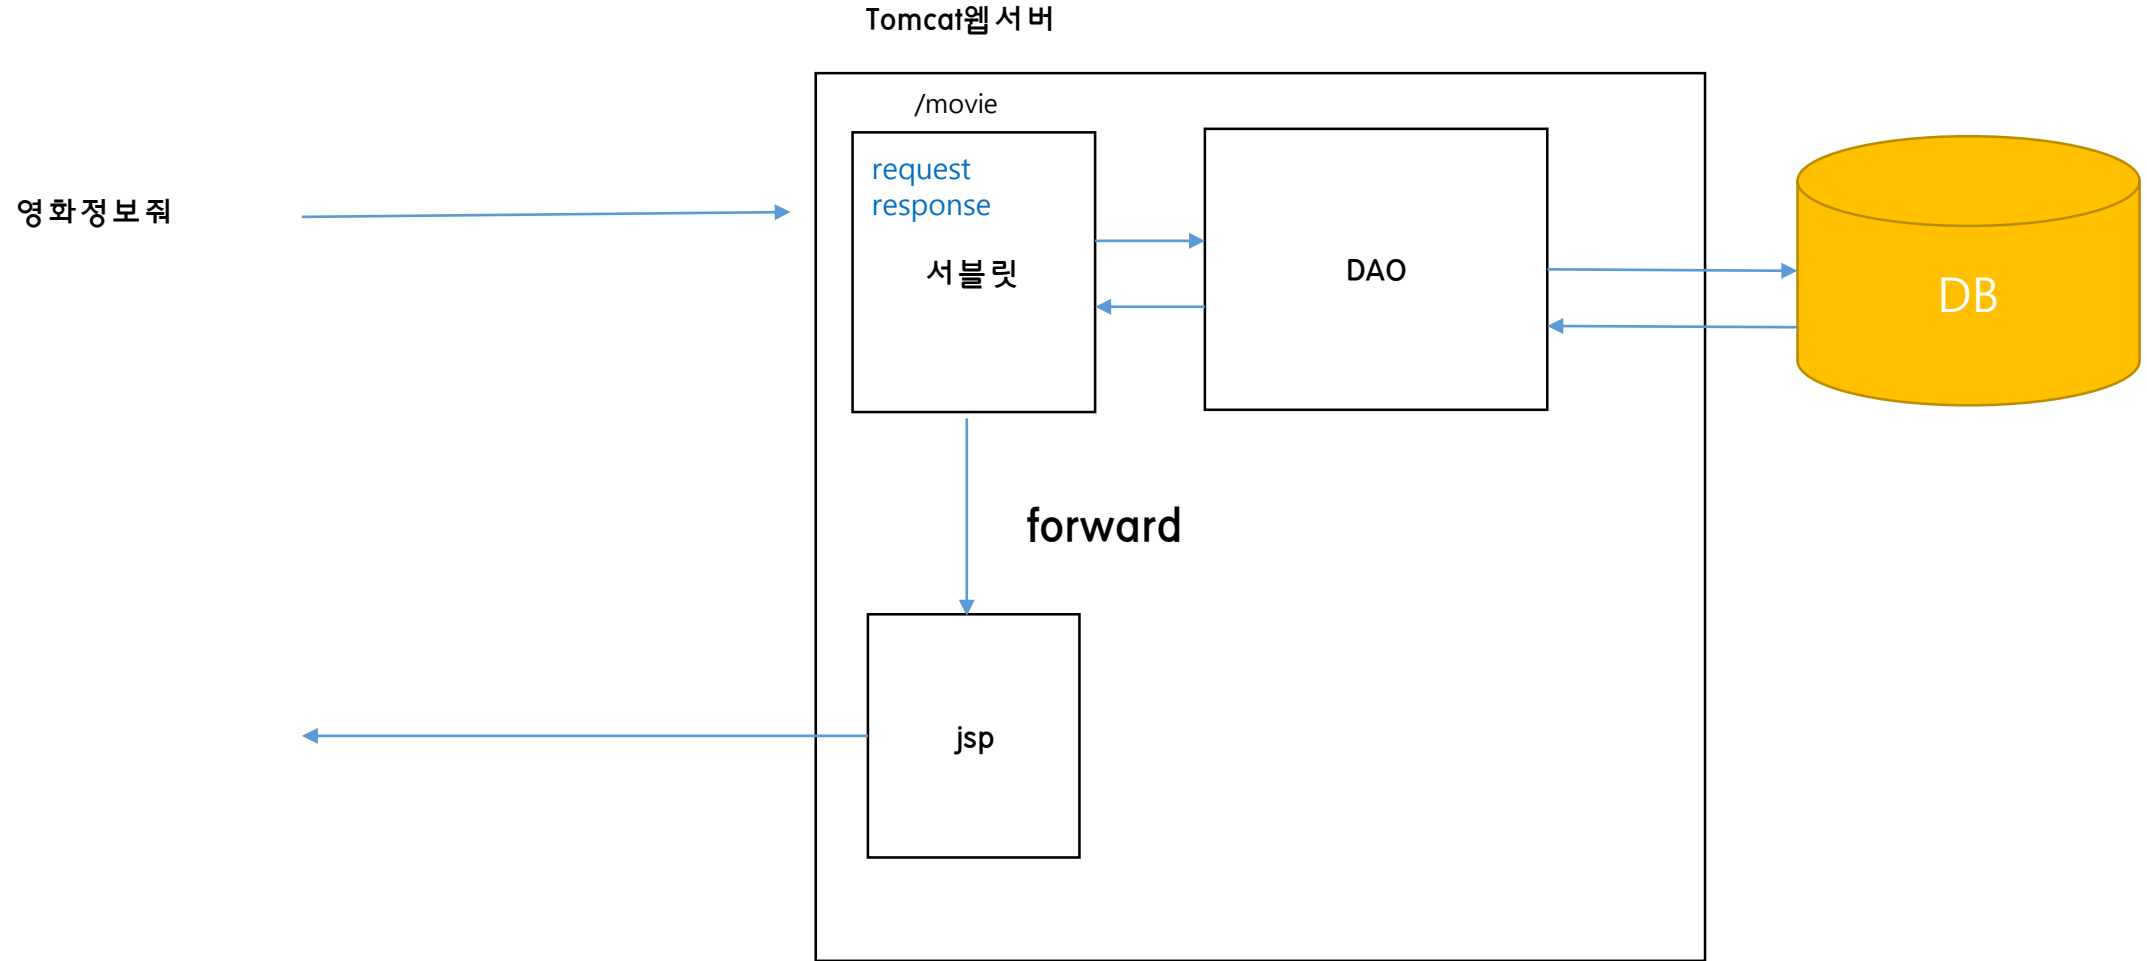 Tomcat웹서버
/movie
영화정보줘
request
response
서블릿
DAO
DB
forward
jsp